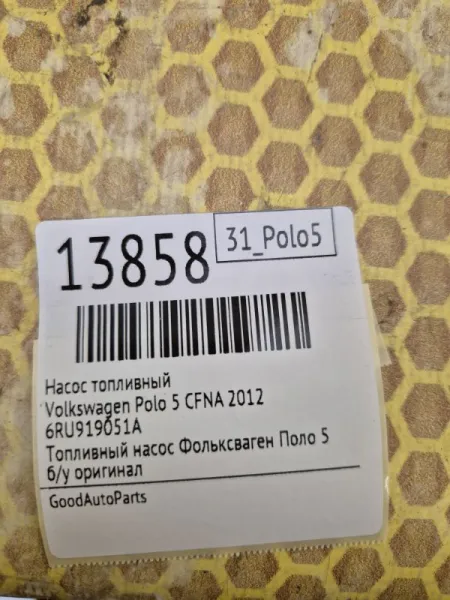 13858
31_Polo5
Насос топливный
Volkswagen Polo 5 CFNA 2012
6RU919051A
Топливный насос Фольксваген Поло 5
б/у оригинал
GoodAutoParts